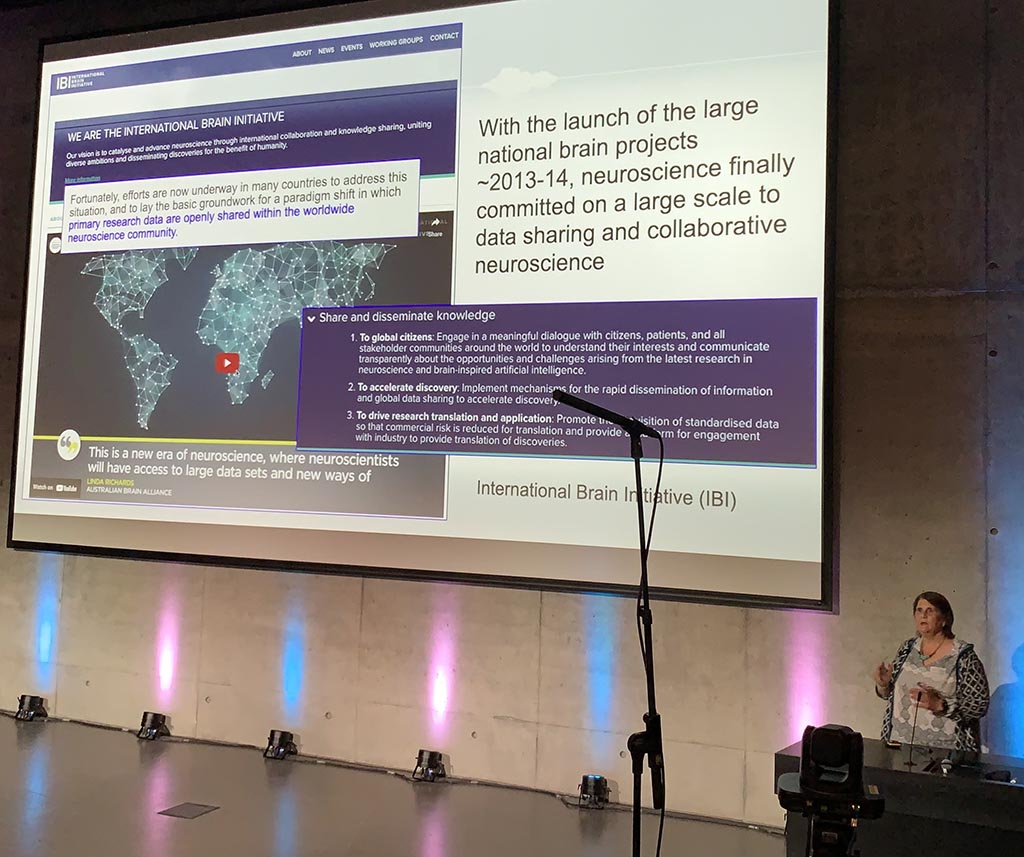 ABOUT NEWS EVENTS WORKING GROUPS CONTACT
IBI INTERNATIONAL
BRAIN
INITIATIVE
WE ARE THE INTERNATIONAL BRAIN INITIATIVE
Our vision is to catalyse and advance neuroscience through international collaboration and knowledge sharing, uniting
diverse ambitions and disseminating discoveries for the benefit of humanity.
More information
Fortunately, efforts are now underway in many countries to address this
situation, and to lay the basic groundwork for a paradigm shift in which
primary research data are openly shared within the worldwide
neuroscience community.
Share
This is a new era of neuroscience, where neuroscientists
will have access to large data sets and new ways of
LINDA RICHARDS
AUSTRALIAN BRAIN ALLIANCE
Watch on YouTube
With the launch of the large
national brain projects
~2013-14, neuroscience finally
committed on a large scale to
data sharing and collaborative
neuroscience
Share and disseminate knowledge
1. To global citizens: Engage in a meaningful dialogue with citizens, patients, and all
stakeholder communities around the world to understand their interests and communicate
transparently about the opportunities and challenges arising from the latest research in
neuroscience and brain-inspired artificial intelligence.
2. To accelerate discovery: Implement mechanisms for the rapid dissemination of information
and global data sharing to accelerate discovery.
3. To drive research translation and application: Promote of standardised data
so that commercial risk is reduced for translation and provide for engagement
with industry to provide translation of discoveries.
International Brain Initiative (IBI)